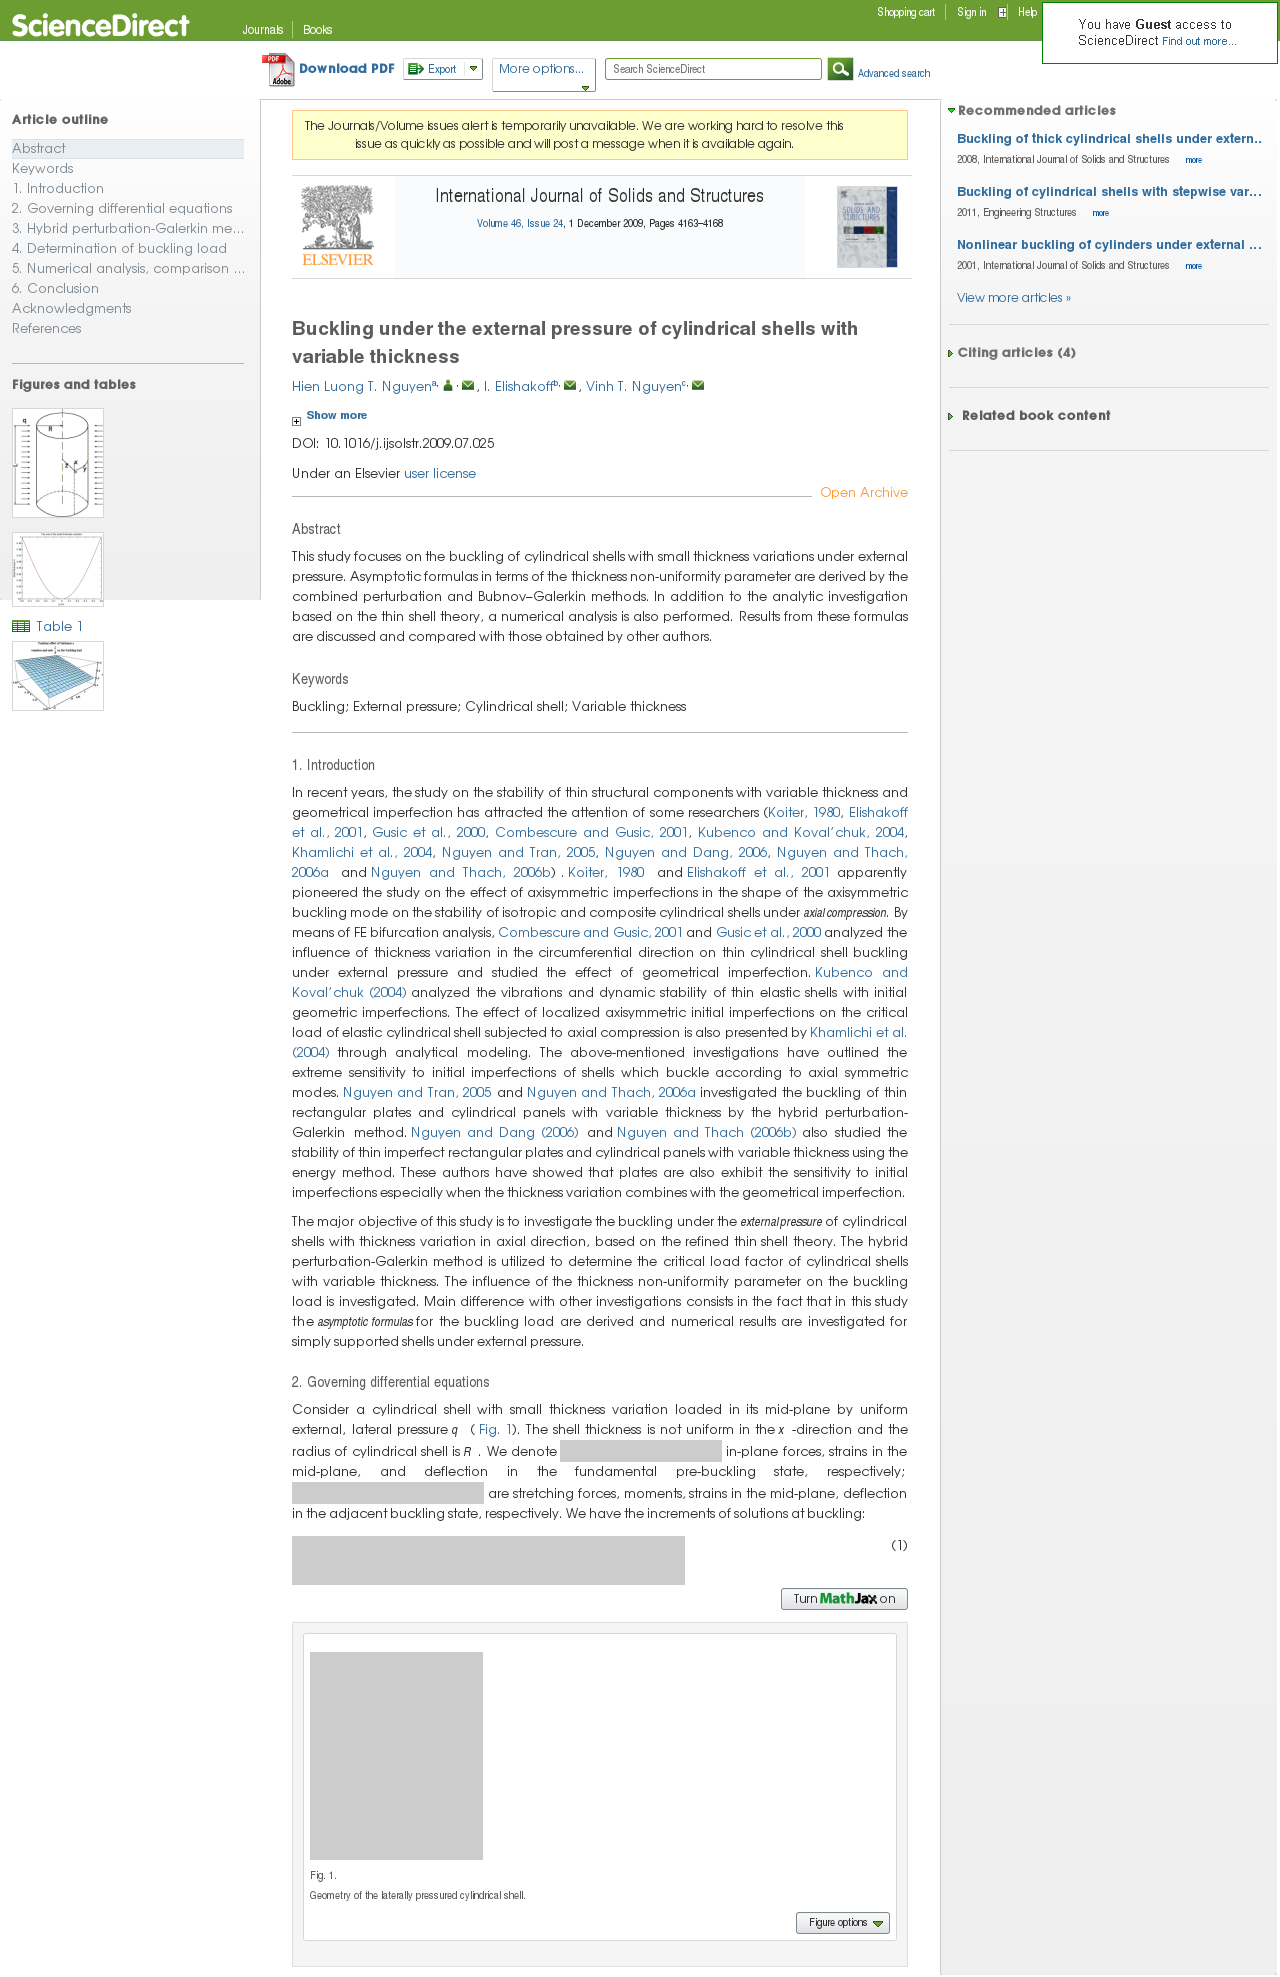 ScienceDirect
Journals
Books
Shopping cart
Sign in
Help
You have Guest access to
ScienceDirect Find out more...
Download PDF
Export
More options...
Search ScienceDirect
Advanced search
Article outline
Abstract
Keywords
1. Introduction
2. Governing differential equations
3. Hybrid perturbation-Galerkin me...
4. Determination of buckling load
5. Numerical analysis, comparison ...
6. Conclusion
Acknowledgments
References
Figures and tables
Table 1
The Journals/Volume issues alert is temporarily unavailable. We are working hard to resolve this
issue as quickly as possible and will post a message when it is available again.
ELSEVIER
International Journal of Solids and Structures
Volume 46, Issue 24, 1 December 2009, Pages 4163–4168
SOLIDS AND
STRUCTURES
Buckling under the external pressure of cylindrical shells with
variable thickness
Hien Luong T. Nguyena, , , I. Elishakoffb, , Vinh T. Nguyenc,
Show more
DOI: 10.1016/j.ijsolstr.2009.07.025
Under an Elsevier user license
Open Archive
Abstract
This study focuses on the buckling of cylindrical shells with small thickness variations under external
pressure. Asymptotic formulas in terms of the thickness non-uniformity parameter are derived by the
combined perturbation and Bubnov–Galerkin methods. In addition to the analytic investigation
based on the thin shell theory, a numerical analysis is also performed. Results from these formulas
are discussed and compared with those obtained by other authors.
Keywords
Buckling; External pressure; Cylindrical shell; Variable thickness
1. Introduction
In recent years, the study on the stability of thin structural components with variable thickness and
geometrical imperfection has attracted the attention of some researchers (Koiter, 1980, Elishakoff
et al., 2001, Gusic et al., 2000, Combescure and Gusic, 2001, Kubenco and Koval’chuk, 2004,
Khamlichi et al., 2004, Nguyen and Tran, 2005, Nguyen and Dang, 2006, Nguyen and Thach,
2006a and Nguyen and Thach, 2006b) . Koiter, 1980 and Elishakoff et al., 2001 apparently
pioneered the study on the effect of axisymmetric imperfections in the shape of the axisymmetric
buckling mode on the stability of isotropic and composite cylindrical shells under axial compression. By
means of FE bifurcation analysis, Combescure and Gusic, 2001 and Gusic et al., 2000 analyzed the
influence of thickness variation in the circumferential direction on thin cylindrical shell buckling
under external pressure and studied the effect of geometrical imperfection. Kubenco and
Koval’chuk (2004) analyzed the vibrations and dynamic stability of thin elastic shells with initial
geometric imperfections. The effect of localized axisymmetric initial imperfections on the critical
load of elastic cylindrical shell subjected to axial compression is also presented by Khamlichi et al.
(2004) through analytical modeling. The above-mentioned investigations have outlined the
extreme sensitivity to initial imperfections of shells which buckle according to axial symmetric
modes. Nguyen and Tran, 2005 and Nguyen and Thach, 2006a investigated the buckling of thin
rectangular plates and cylindrical panels with variable thickness by the hybrid perturbation-
Galerkin method. Nguyen and Dang (2006) and Nguyen and Thach (2006b) also studied the
stability of thin imperfect rectangular plates and cylindrical panels with variable thickness using the
energy method. These authors have showed that plates are also exhibit the sensitivity to initial
imperfections especially when the thickness variation combines with the geometrical imperfection.
The major objective of this study is to investigate the buckling under the external pressure of cylindrical
shells with thickness variation in axial direction, based on the refined thin shell theory. The hybrid
perturbation-Galerkin method is utilized to determine the critical load factor of cylindrical shells
with variable thickness. The influence of the thickness non-uniformity parameter on the buckling
load is investigated. Main difference with other investigations consists in the fact that in this study
the asymptotic formulas for the buckling load are derived and numerical results are investigated for
simply supported shells under external pressure.
2. Governing differential equations
Consider a cylindrical shell with small thickness variation loaded in its mid-plane by uniform
external, lateral pressure q ( Fig. 1). The shell thickness is not uniform in the x -direction and the
radius of cylindrical shell is R . We denote in-plane forces, strains in the
mid-plane, and deflection in the fundamental pre-buckling state, respectively;
are stretching forces, moments, strains in the mid-plane, deflection
in the adjacent buckling state, respectively. We have the increments of solutions at buckling:
(1)
Turn MathJax on
Fig. 1.
Geometry of the laterally pressured cylindrical shell.
Figure options
Recommended articles
Buckling of thick cylindrical shells under extern...
2008, International Journal of Solids and Structures more
Buckling of cylindrical shells with stepwise var...
2011, Engineering Structures more
Nonlinear buckling of cylinders under external ...
2001, International Journal of Solids and Structures more
View more articles »
Citing articles (4)
Related book content